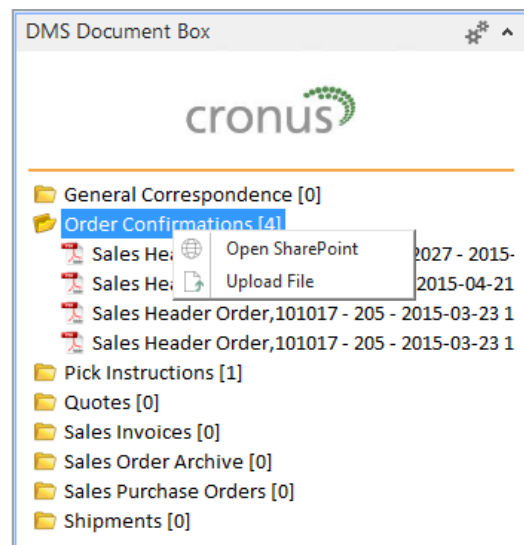 DMS Document Box
cronus
General Correspondence [0]
Order Confirmations [4]
Open SharePoint
Upload File
Sales Hea 2027 - 2015-
Sales Hea 2015-04-21
Sales Header Order,101017 - 205 - 2015-03-23 1
Sales Header Order,101017 - 205 - 2015-03-23 1
Pick Instructions [1]
Quotes [0]
Sales Invoices [0]
Sales Order Archive [0]
Sales Purchase Orders [0]
Shipments [0]